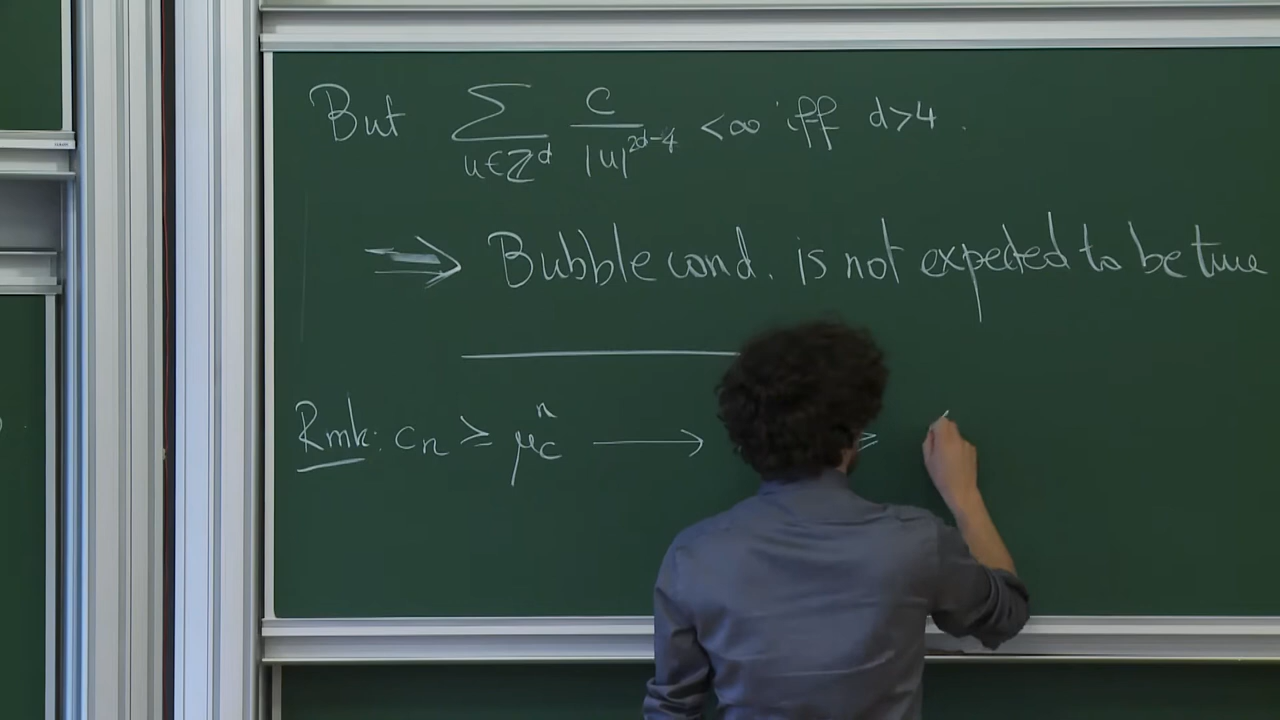 But ∑_{u∈ℤ^d} c/|u|^{2d-4} <∞ iff d>4.
⟹ Bubble cond. is not expected to be true
Rmk: c_n ≥ μ_c^n ⟶ ≥